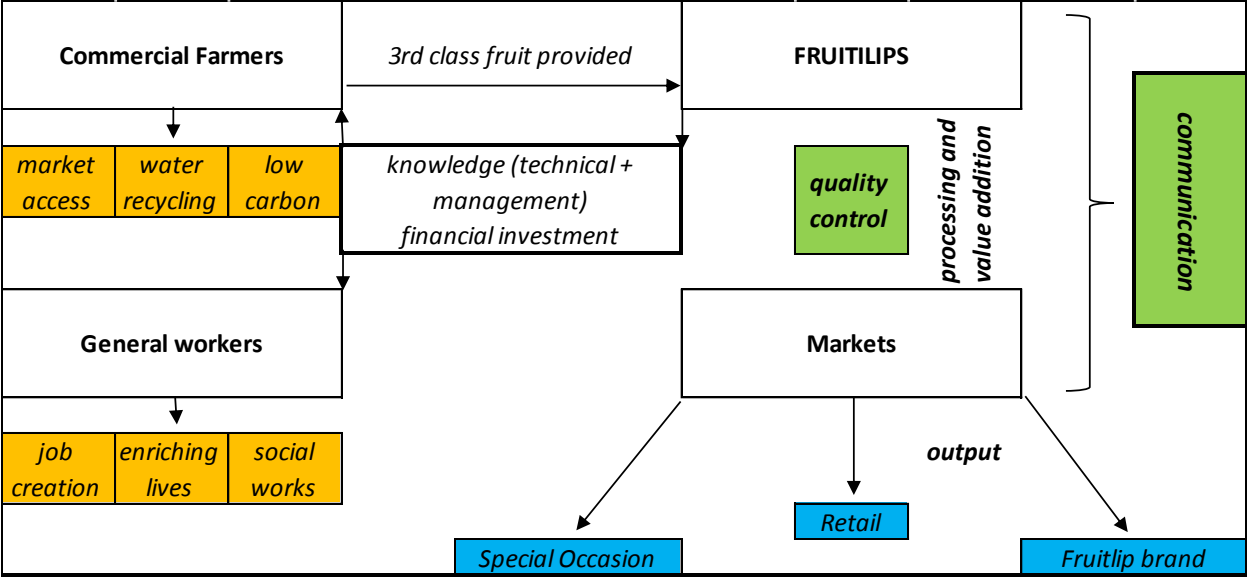 Commercial Farmers
3rd class fruit provided
FRUITILIPS
market
access
water
recycling
low
carbon
knowledge (technical +
management)
financial investment
quality
control
processing and
value addition
communication
General workers
Markets
job
creation
enriching
lives
social
works
output
Retail
Special Occasion
Fruitlip brand